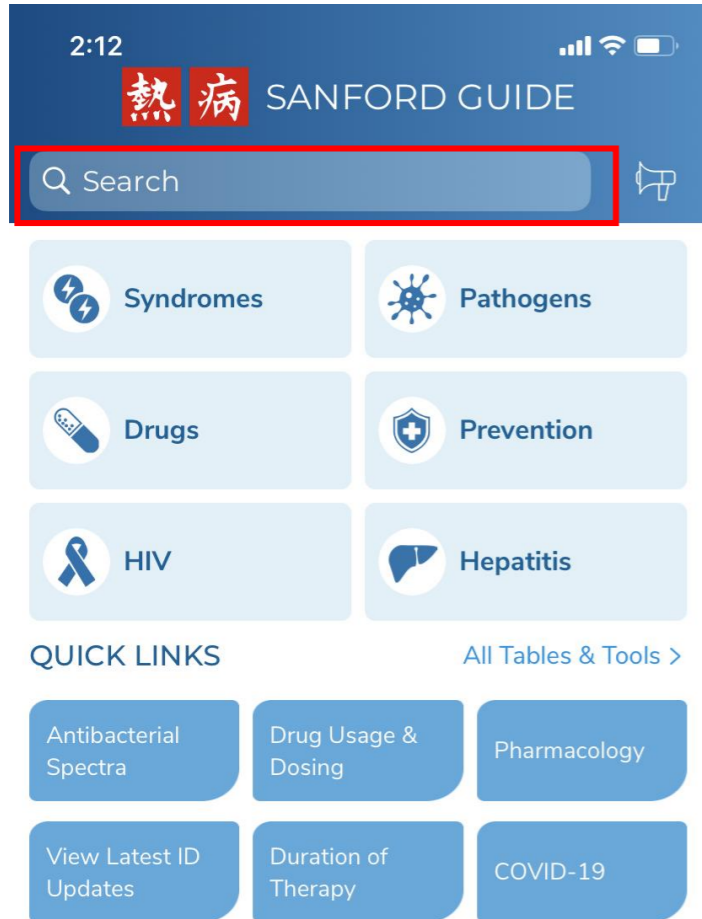 2:12
熱 病 SANFORD GUIDE
Search
Syndromes
Pathogens
Drugs
Prevention
HIV
Hepatitis
QUICK LINKS
All Tables & Tools >
Antibacterial
Spectra
Drug Usage &
Dosing
Pharmacology
View Latest ID
Updates
Duration of
Therapy
COVID-19